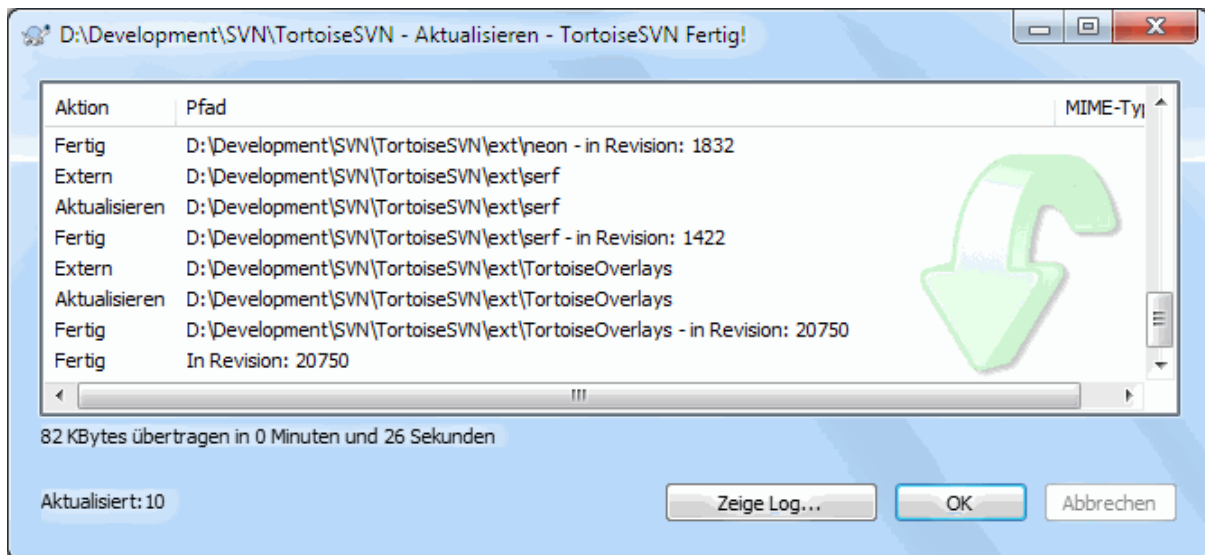 D:\Development\SVN\TortoiseSVN - Aktualisieren - TortoiseSVN Fertig!
Aktion Pfad MIME-Ty
Fertig D:\Development\SVN\TortoiseSVN\ext\neon - in Revision: 1832
Extern D:\Development\SVN\TortoiseSVN\ext\serf
Aktualisieren D:\Development\SVN\TortoiseSVN\ext\serf
Fertig D:\Development\SVN\TortoiseSVN\ext\serf - in Revision: 1422
Extern D:\Development\SVN\TortoiseSVN\ext\TortoiseOverlays
Aktualisieren D:\Development\SVN\TortoiseSVN\ext\TortoiseOverlays
Fertig D:\Development\SVN\TortoiseSVN\ext\TortoiseOverlays - in Revision: 20750
Fertig In Revision: 20750
82 KBytes übertragen in 0 Minuten und 26 Sekunden
Aktualisiert: 10 Zeige Log... OK Abbrechen